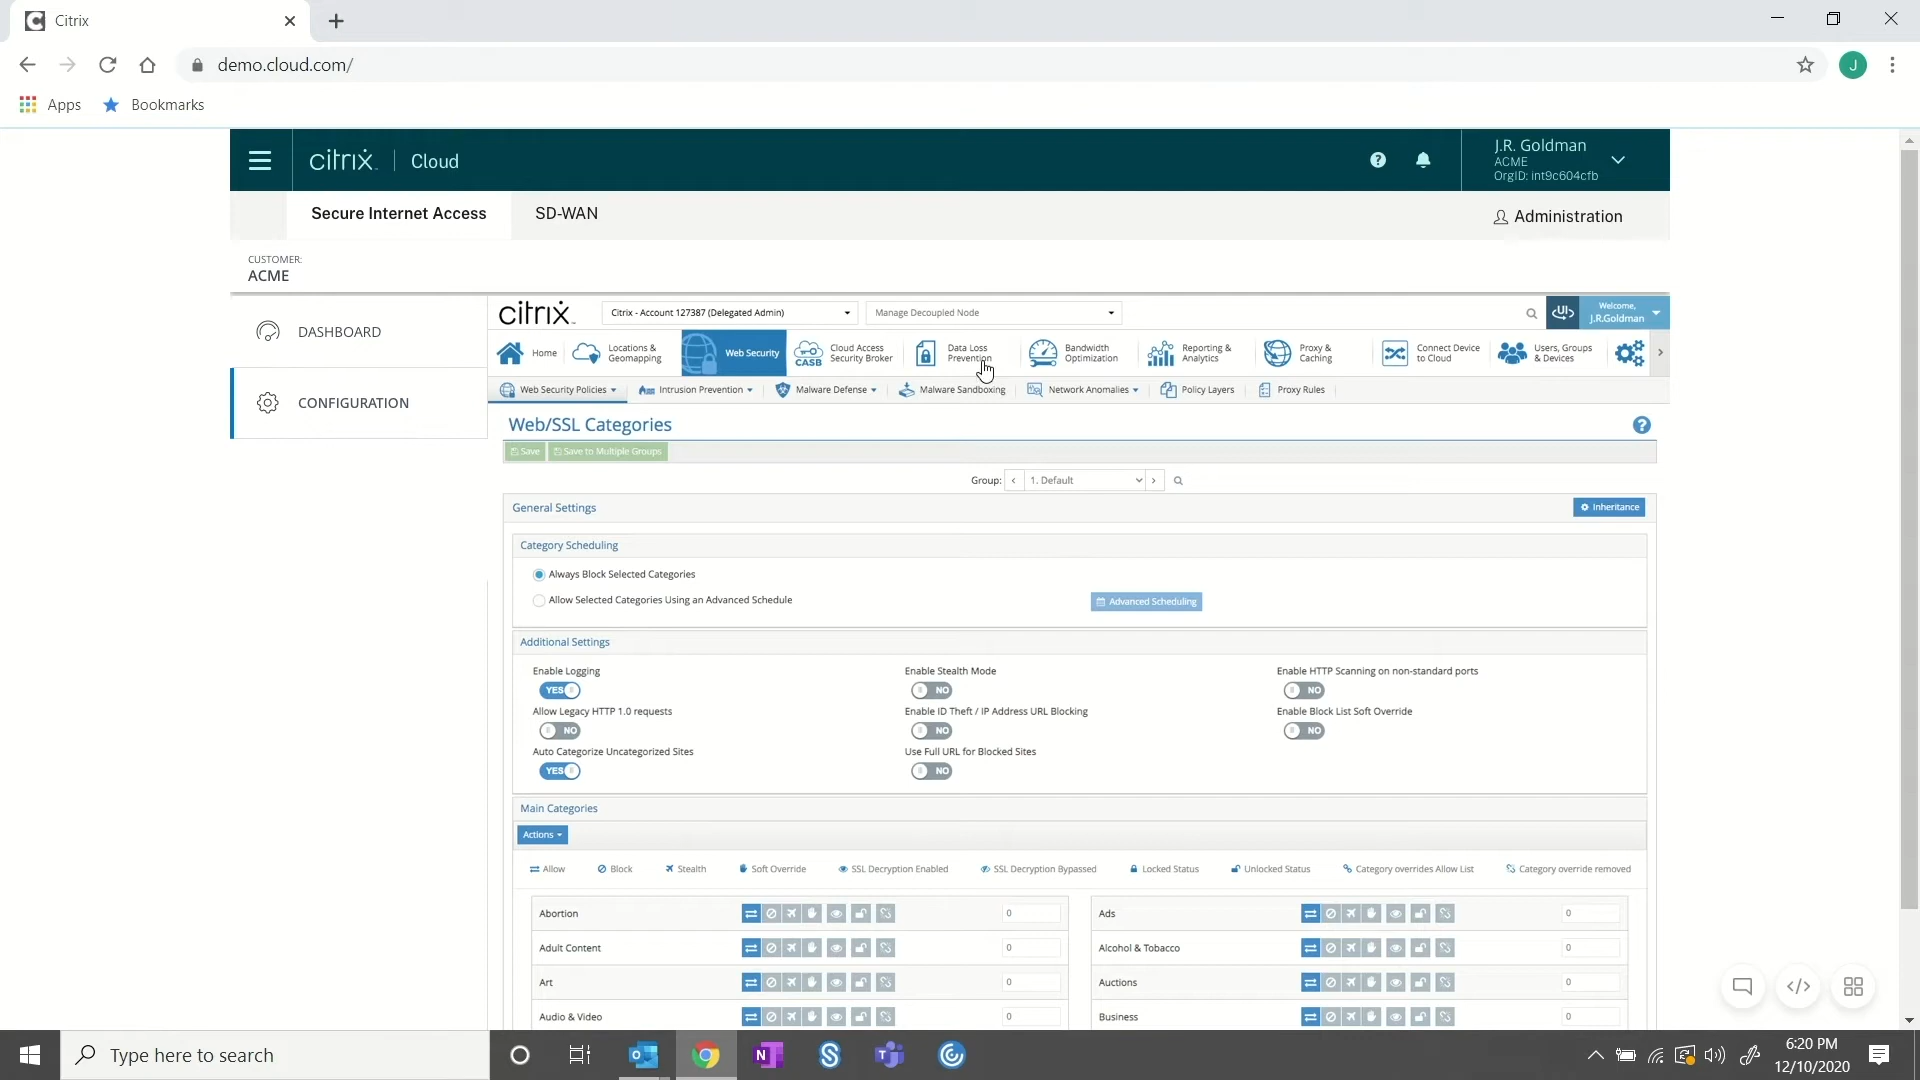 Citrix
demo.cloud.com/
Apps
Bookmarks
citrix
Cloud
J.R. Goldman
ACME
OrgID: int9c604cfb
Secure Internet Access
SD-WAN
Administration
CUSTOMER:
ACME
DASHBOARD
CONFIGURATION
citrix
Citrix - Account 127387 (Delegated Admin)
Manage Decoupled Node
Welcome,
J.R.Goldman
Home
Locations &
Geomapping
Web Security
CASB
Cloud Access
Security Broker
Data Loss
Prevention
Bandwidth
Optimization
Reporting &
Analytics
Proxy &
Caching
Connect Device
to Cloud
Users, Groups
& Devices
Web Security Policies
Intrusion Prevention
Malware Defense
Malware Sandboxing
Network Anomalies
Policy Layers
Proxy Rules
Web/SSL Categories
Save
Save to Multiple Groups
Group:
1. Default
General Settings
Inheritance
Category Scheduling
Always Block Selected Categories
Allow Selected Categories Using an Advanced Schedule
Advanced Scheduling
Additional Settings
Enable Logging
YES
Enable Stealth Mode
NO
Enable HTTP Scanning on non-standard ports
NO
Allow Legacy HTTP 1.0 requests
NO
Enable ID Theft / IP Address URL Blocking
NO
Enable Block List Soft Override
NO
Auto Categorize Uncategorized Sites
YES
Use Full URL for Blocked Sites
NO
Main Categories
Actions
Allow
Block
Stealth
Soft Override
SSL Decryption Enabled
SSL Decryption Bypassed
Locked Status
Unlocked Status
Category overrides Allow List
Category override removed
Abortion
0
Ads
0
Adult Content
0
Alcohol & Tobacco
0
Art
0
Auctions
0
Audio & Video
0
Business
0
Type here to search
6:20 PM
12/10/2020